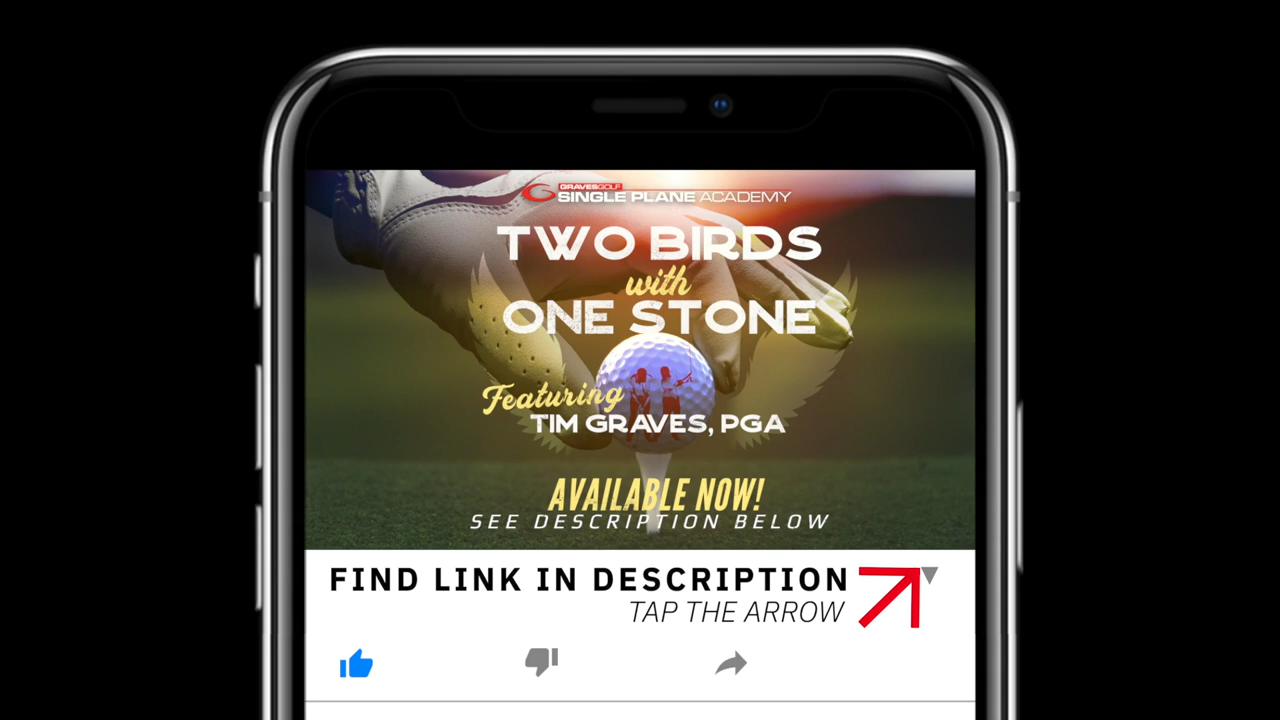 GRAVESGOLF
SINGLE PLANE ACADEMY
TWO BIRDS
with
ONE STONE
Featuring
TIM GRAVES, PGA
AVAILABLE NOW!
SEE DESCRIPTION BELOW
FIND LINK IN DESCRIPTION
TAP THE ARROW